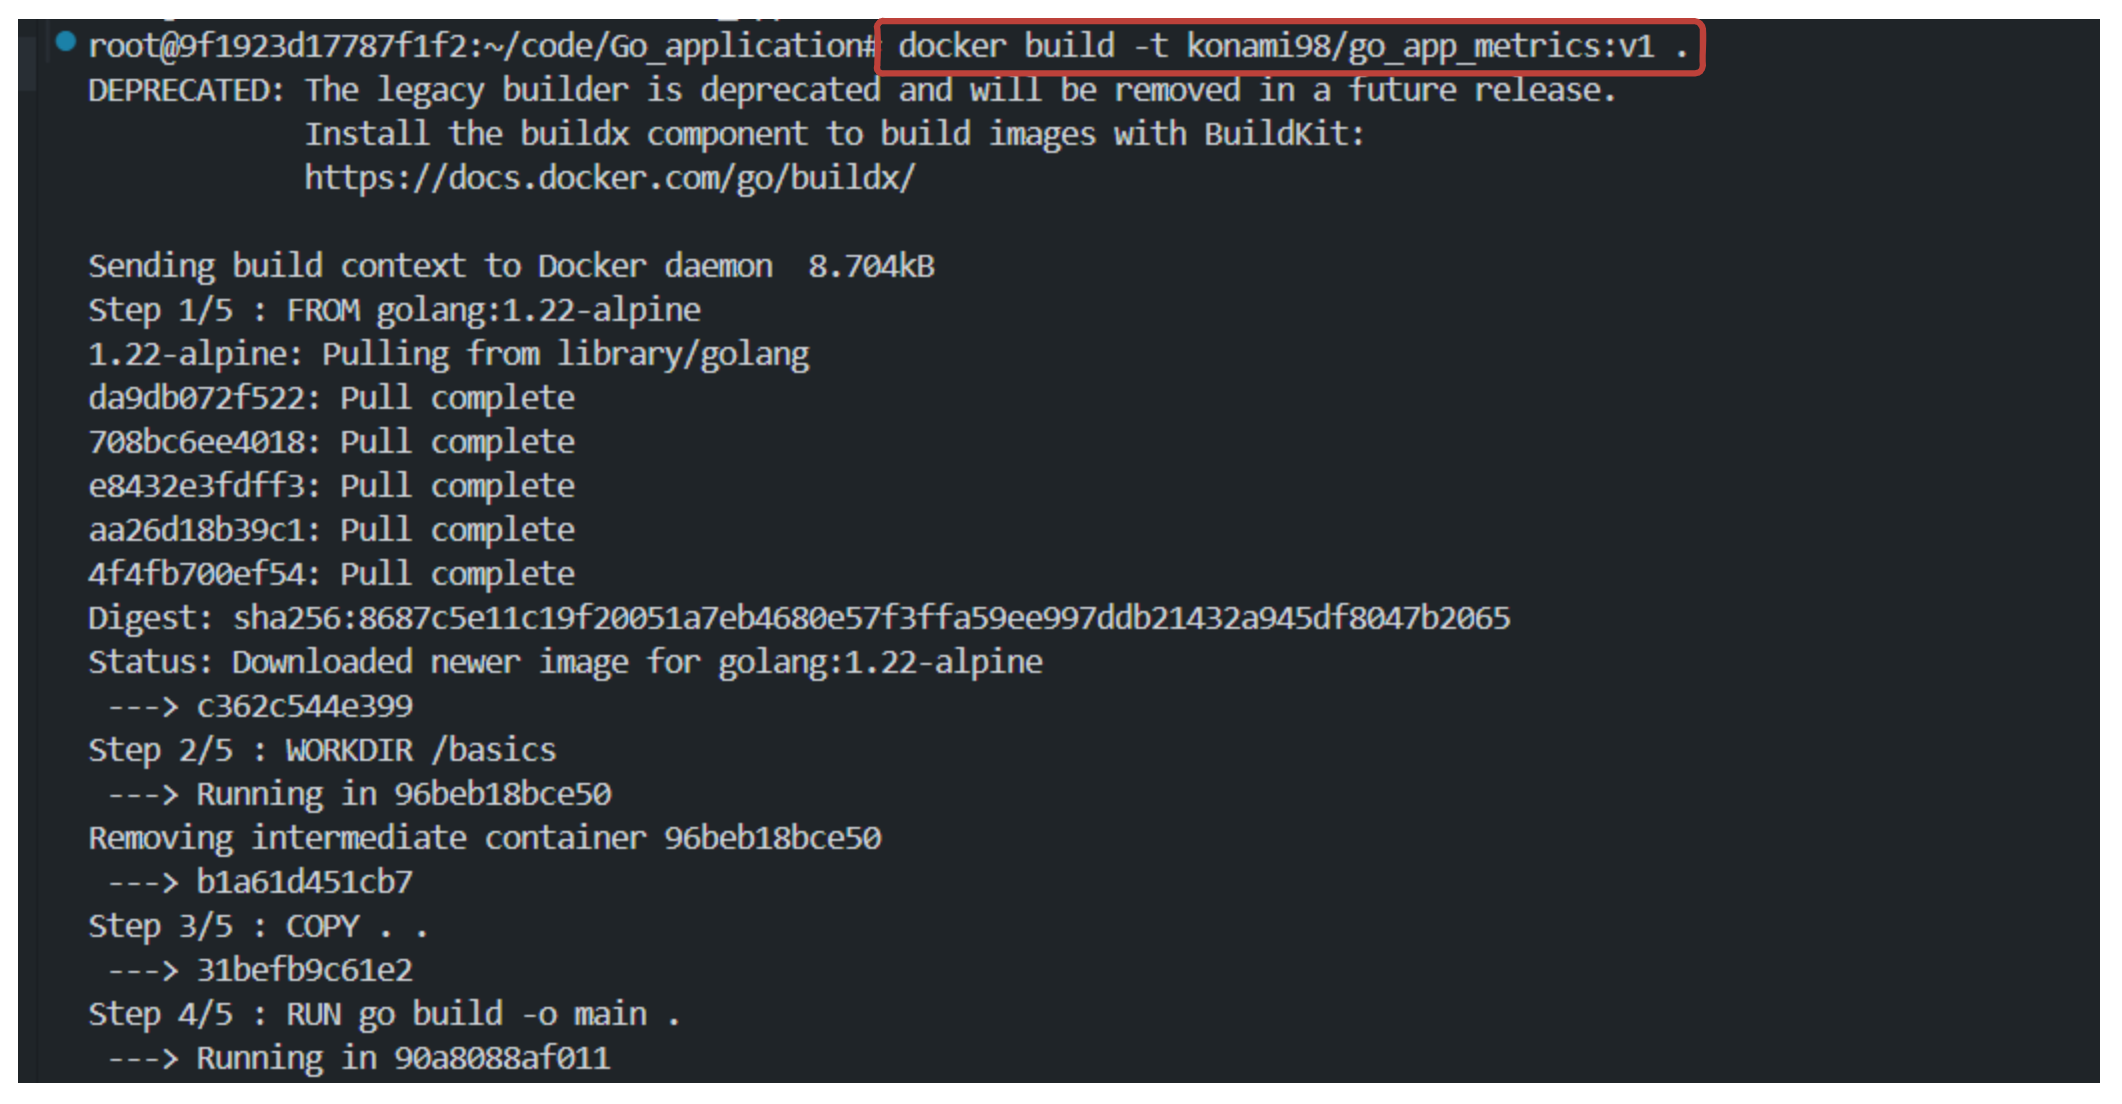 root@9f1923d17787f1f2:~/code/Go_application# docker build -t konami98/go_app_metrics:v1 .
DEPRECATED: The legacy builder is deprecated and will be removed in a future release.
Install the buildx component to build images with BuildKit:
https://docs.docker.com/go/buildx/
Sending build context to Docker daemon  8.704kB
Step 1/5 : FROM golang:1.22-alpine
1.22-alpine: Pulling from library/golang
da9db072f522: Pull complete
708bc6ee4018: Pull complete
e8432e3fdff3: Pull complete
aa26d18b39c1: Pull complete
4f4fb700ef54: Pull complete
Digest: sha256:8687c5e11c19f20051a7eb4680e57f3ffa59ee997ddb21432a945df8047b2065
Status: Downloaded newer image for golang:1.22-alpine
---> c362c544e399
Step 2/5 : WORKDIR /basics
---> Running in 96beb18bce50
Removing intermediate container 96beb18bce50
---> b1a61d451cb7
Step 3/5 : COPY . .
---> 31befb9c61e2
Step 4/5 : RUN go build -o main .
---> Running in 90a8088af011